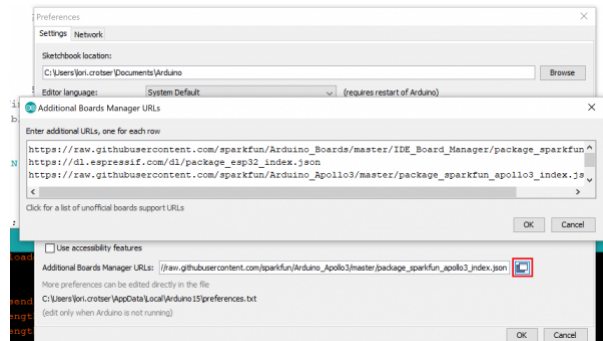 Preferences
Settings Network
Sketchbook location:
C:\Users\lori.crotser\Documents\Arduino Browse
Editor language: System Default (requires restart of Arduino)
Additional Boards Manager URLs
Enter additional URLs, one for each row
https://raw.githubusercontent.com/sparkfun/Arduino_Boards/master/IDE_Board_Manager/package_sparkfun
https://dl.espressif.com/dl/package_esp32_index.json
https://raw.githubusercontent.com/sparkfun/Arduino_Apollo3/master/package_sparkfun_apollo3_index.js
Click for a list of unofficial boards support URLs
OK Cancel
Use accessibility features
Additional Boards Manager URLs: //raw.githubusercontent.com/sparkfun/Arduino_Apollo3/master/package_sparkfun_apollo3_index.json
More preferences can be edited directly in the file
C:\Users\lori.crotser\AppData\Local\Arduino15\preferences.txt
(edit only when Arduino is not running)
OK Cancel